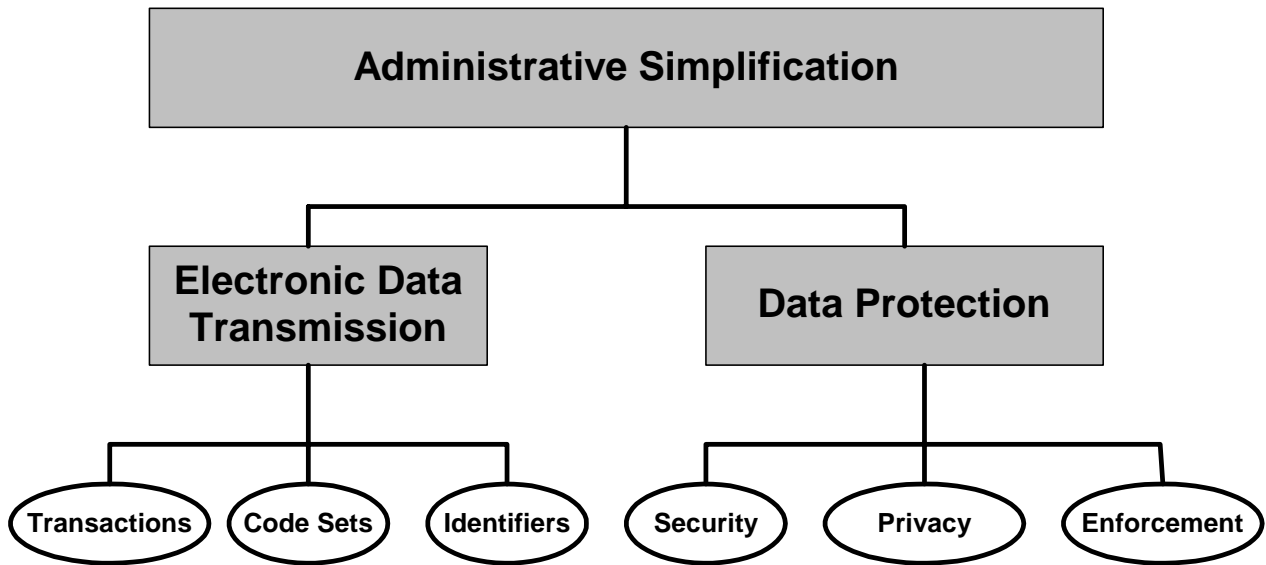 Administrative Simplification
Electronic Data
Transmission
Data Protection
Transactions
Code Sets
Identifiers
Security
Privacy
Enforcement